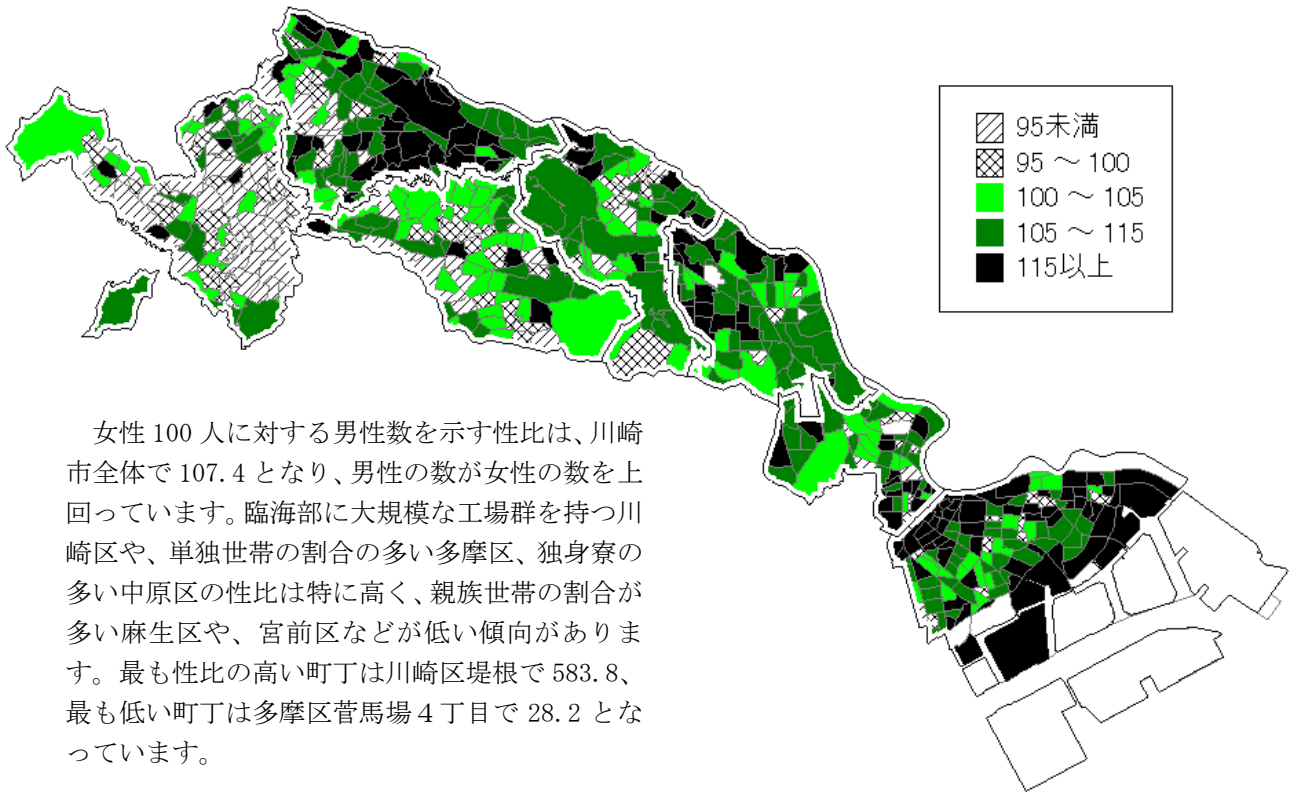 95未満
95 ～ 100
100 ～ 105
105 ～ 115
115以上
女性 100 人に対する男性数を示す性比は、川崎
市全体で 107.4 となり、男性の数が女性の数を上
回っています。臨海部に大規模な工場群を持つ川
崎区や、単独世帯の割合の多い多摩区、独身寮の
多い中原区の性比は特に高く、親族世帯の割合が
多い麻生区や、宮前区などが低い傾向がありま
す。最も性比の高い町丁は川崎区堤根で 583.8、
最も低い町丁は多摩区菅馬場４丁目で 28.2 とな
っています。